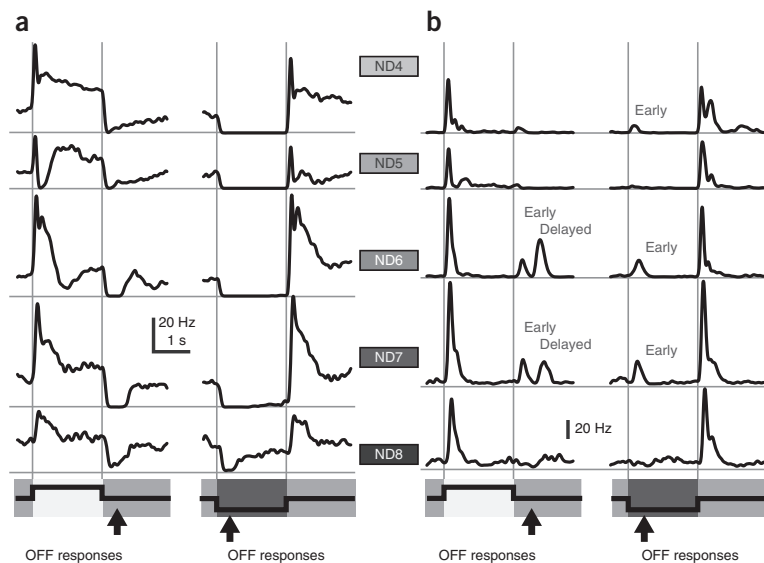 a
b
ND4
Early
ND5
Early
Delayed
Early
ND6
20 Hz
1 s
Early
Delayed
Early
ND7
20 Hz
ND8
OFF responses
OFF responses
OFF responses
OFF responses